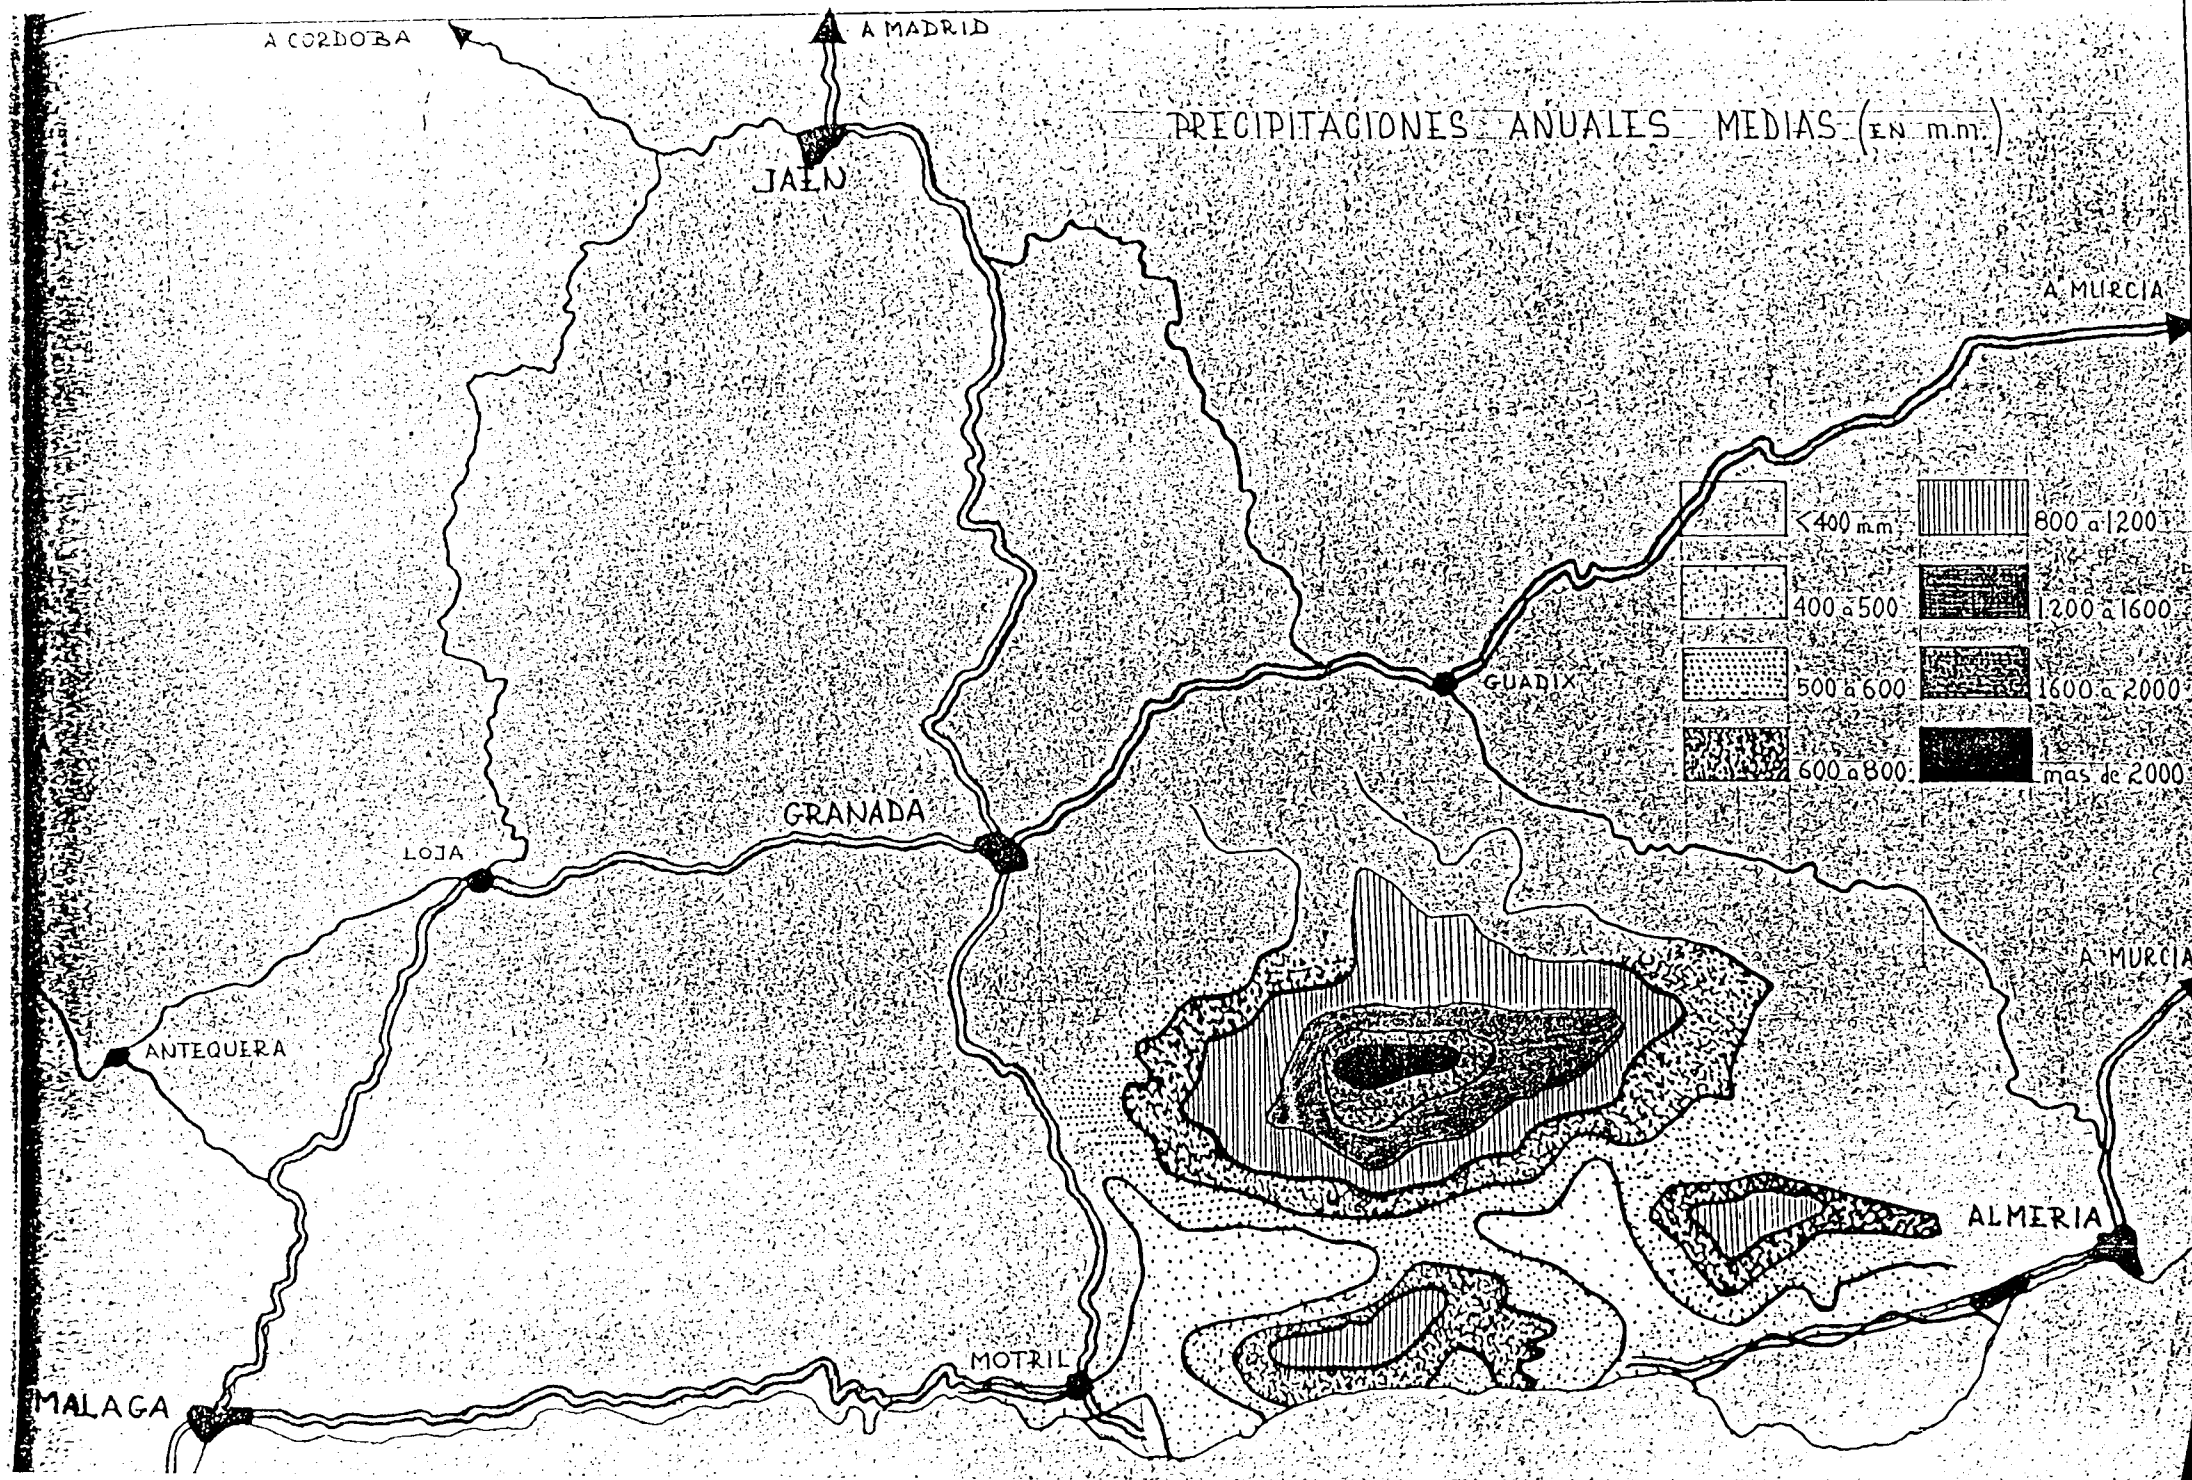 A CORDOBA
A MADRID
PRECIPITACIONES ANUALES MEDIAS (EN m.m.)
JAEN
A MURCIA
<400 m.m
800 a 1200
400 a 500
1200 a 1600
500 a 600
1600 a 2000
600 a 800
mas de 2000
GUADIX
GRANADA
LOJA
A MURCIA
ANTEQUERA
ALMERIA
MOTRIL
MALAGA